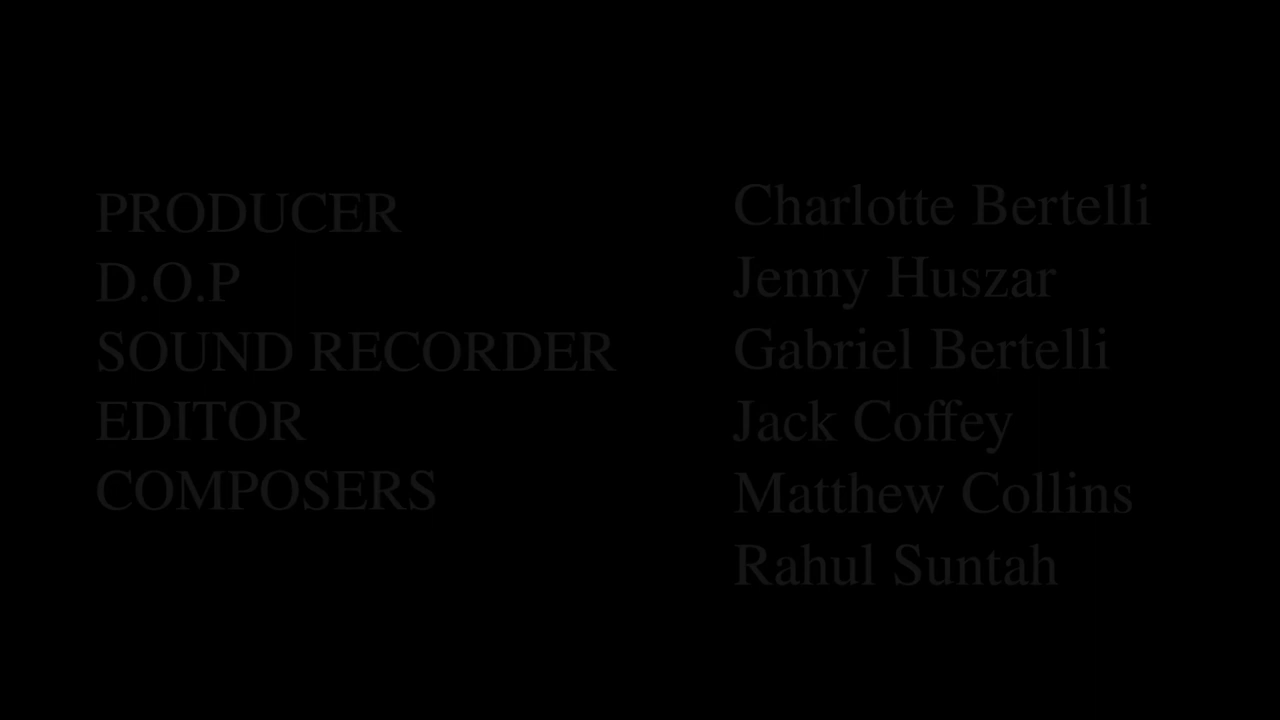 PRODUCER
D.O.P
SOUND RECORDER
EDITOR
COMPOSERS
Charlotte Bertelli
Jenny Huszar
Gabriel Bertelli
Jack Coffey
Matthew Collins
Rahul Suntah